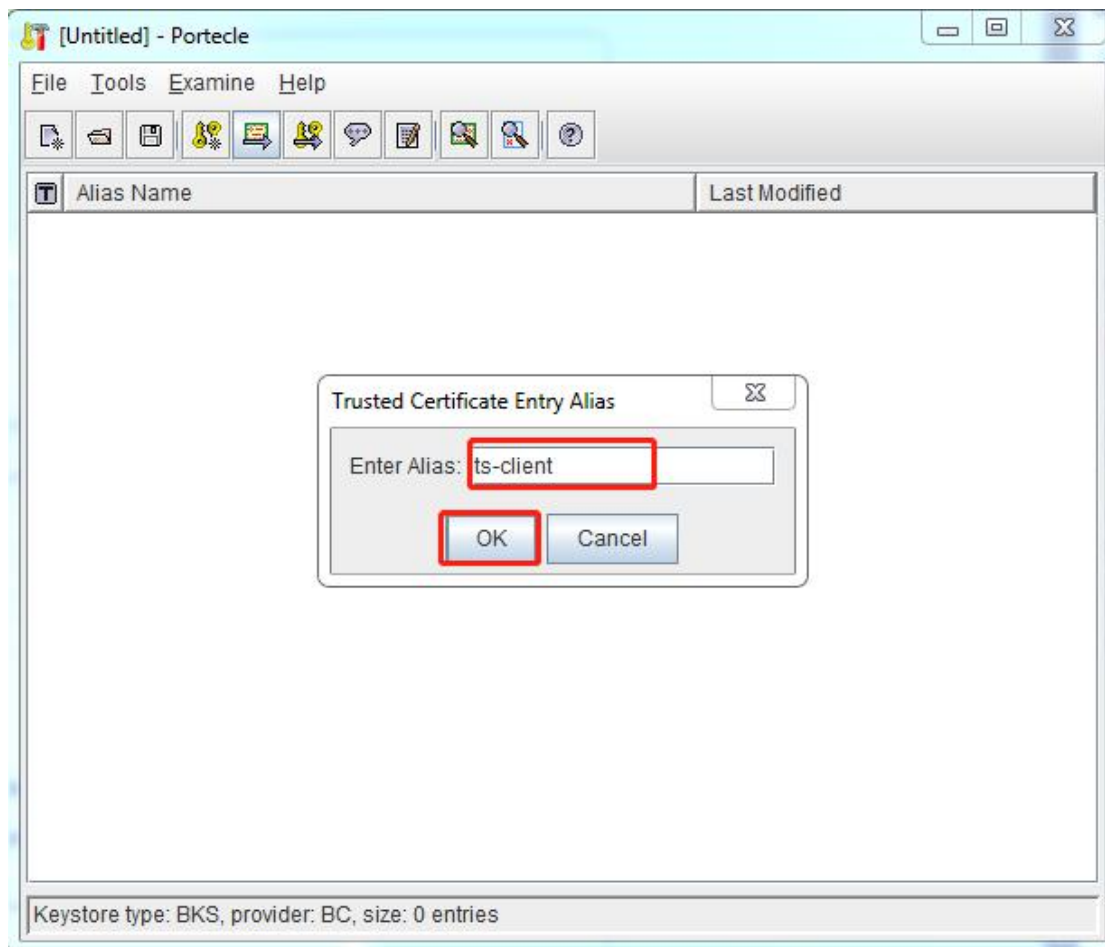 [Untitled] - Portecle
File Tools Examine Help
T Alias Name Last Modified
Trusted Certificate Entry Alias
Enter Alias: ts-client
OK Cancel
Keystore type: BKS, provider: BC, size: 0 entries